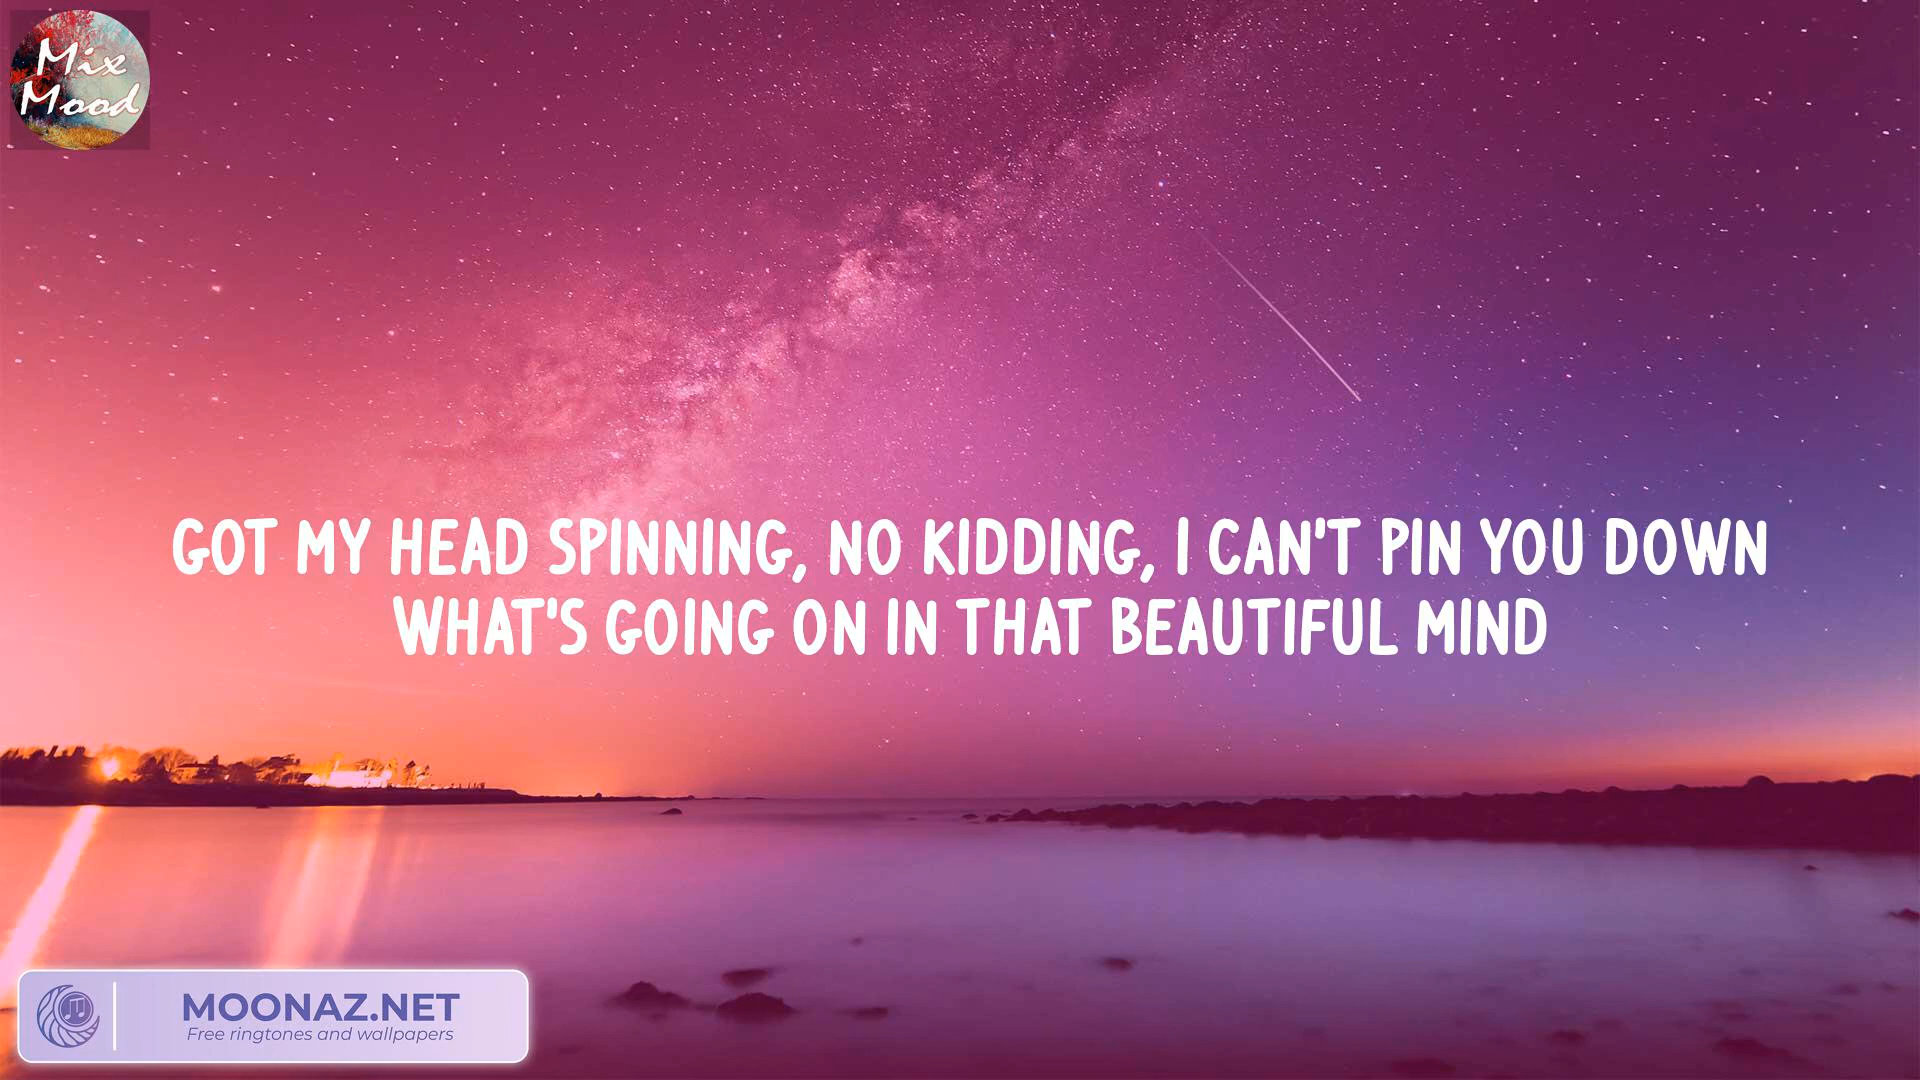 Mix
Mood
GOT MY HEAD SPINNING, NO KIDDING, I CAN'T PIN YOU DOWN
WHAT'S GOING ON IN THAT BEAUTIFUL MIND
MOONAZ.NET
Free ringtones and wallpapers